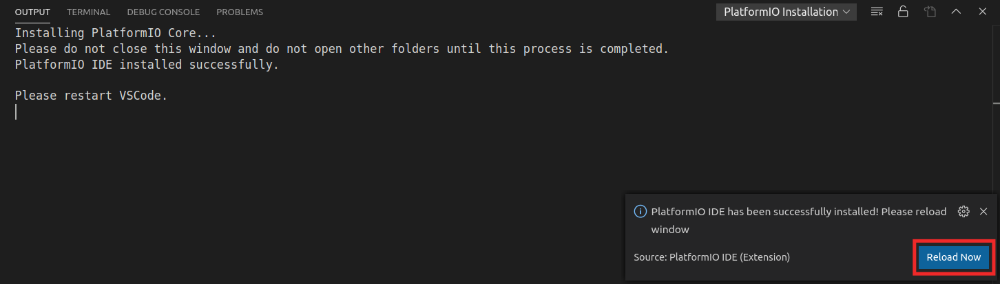 OUTPUT TERMINAL DEBUG CONSOLE PROBLEMS PlatformIO Installation
Installing PlatformIO Core...
Please do not close this window and do not open other folders until this process is completed.
PlatformIO IDE installed successfully.
Please restart VSCode.
PlatformIO IDE has been successfully installed! Please reload
window
Source: PlatformIO IDE (Extension) Reload Now